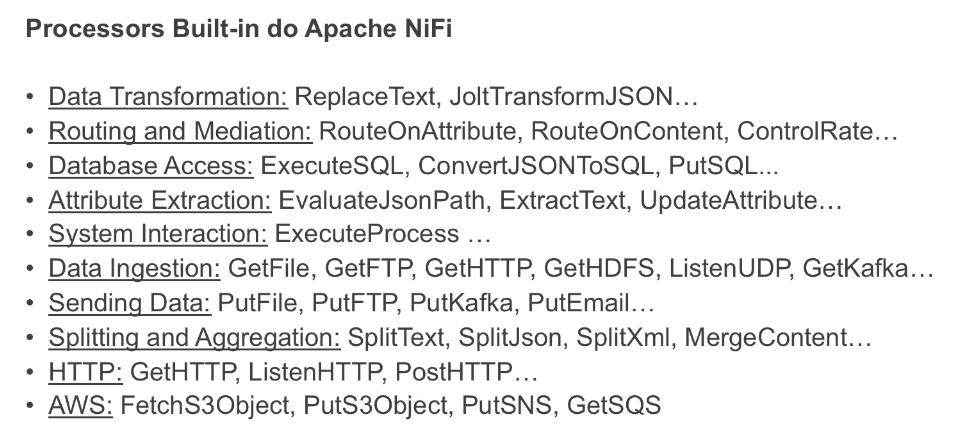 Processors Built-in do Apache NiFi
• Data Transformation: ReplaceText, JoltTransformJSON…
• Routing and Mediation: RouteOnAttribute, RouteOnContent, ControlRate…
• Database Access: ExecuteSQL, ConvertJSONToSQL, PutSQL...
• Attribute Extraction: EvaluateJsonPath, ExtractText, UpdateAttribute…
• System Interaction: ExecuteProcess …
• Data Ingestion: GetFile, GetFTP, GetHTTP, GetHDFS, ListenUDP, GetKafka…
• Sending Data: PutFile, PutFTP, PutKafka, PutEmail…
• Splitting and Aggregation: SplitText, SplitJson, SplitXml, MergeContent…
• HTTP: GetHTTP, ListenHTTP, PostHTTP…
• AWS: FetchS3Object, PutS3Object, PutSNS, GetSQS